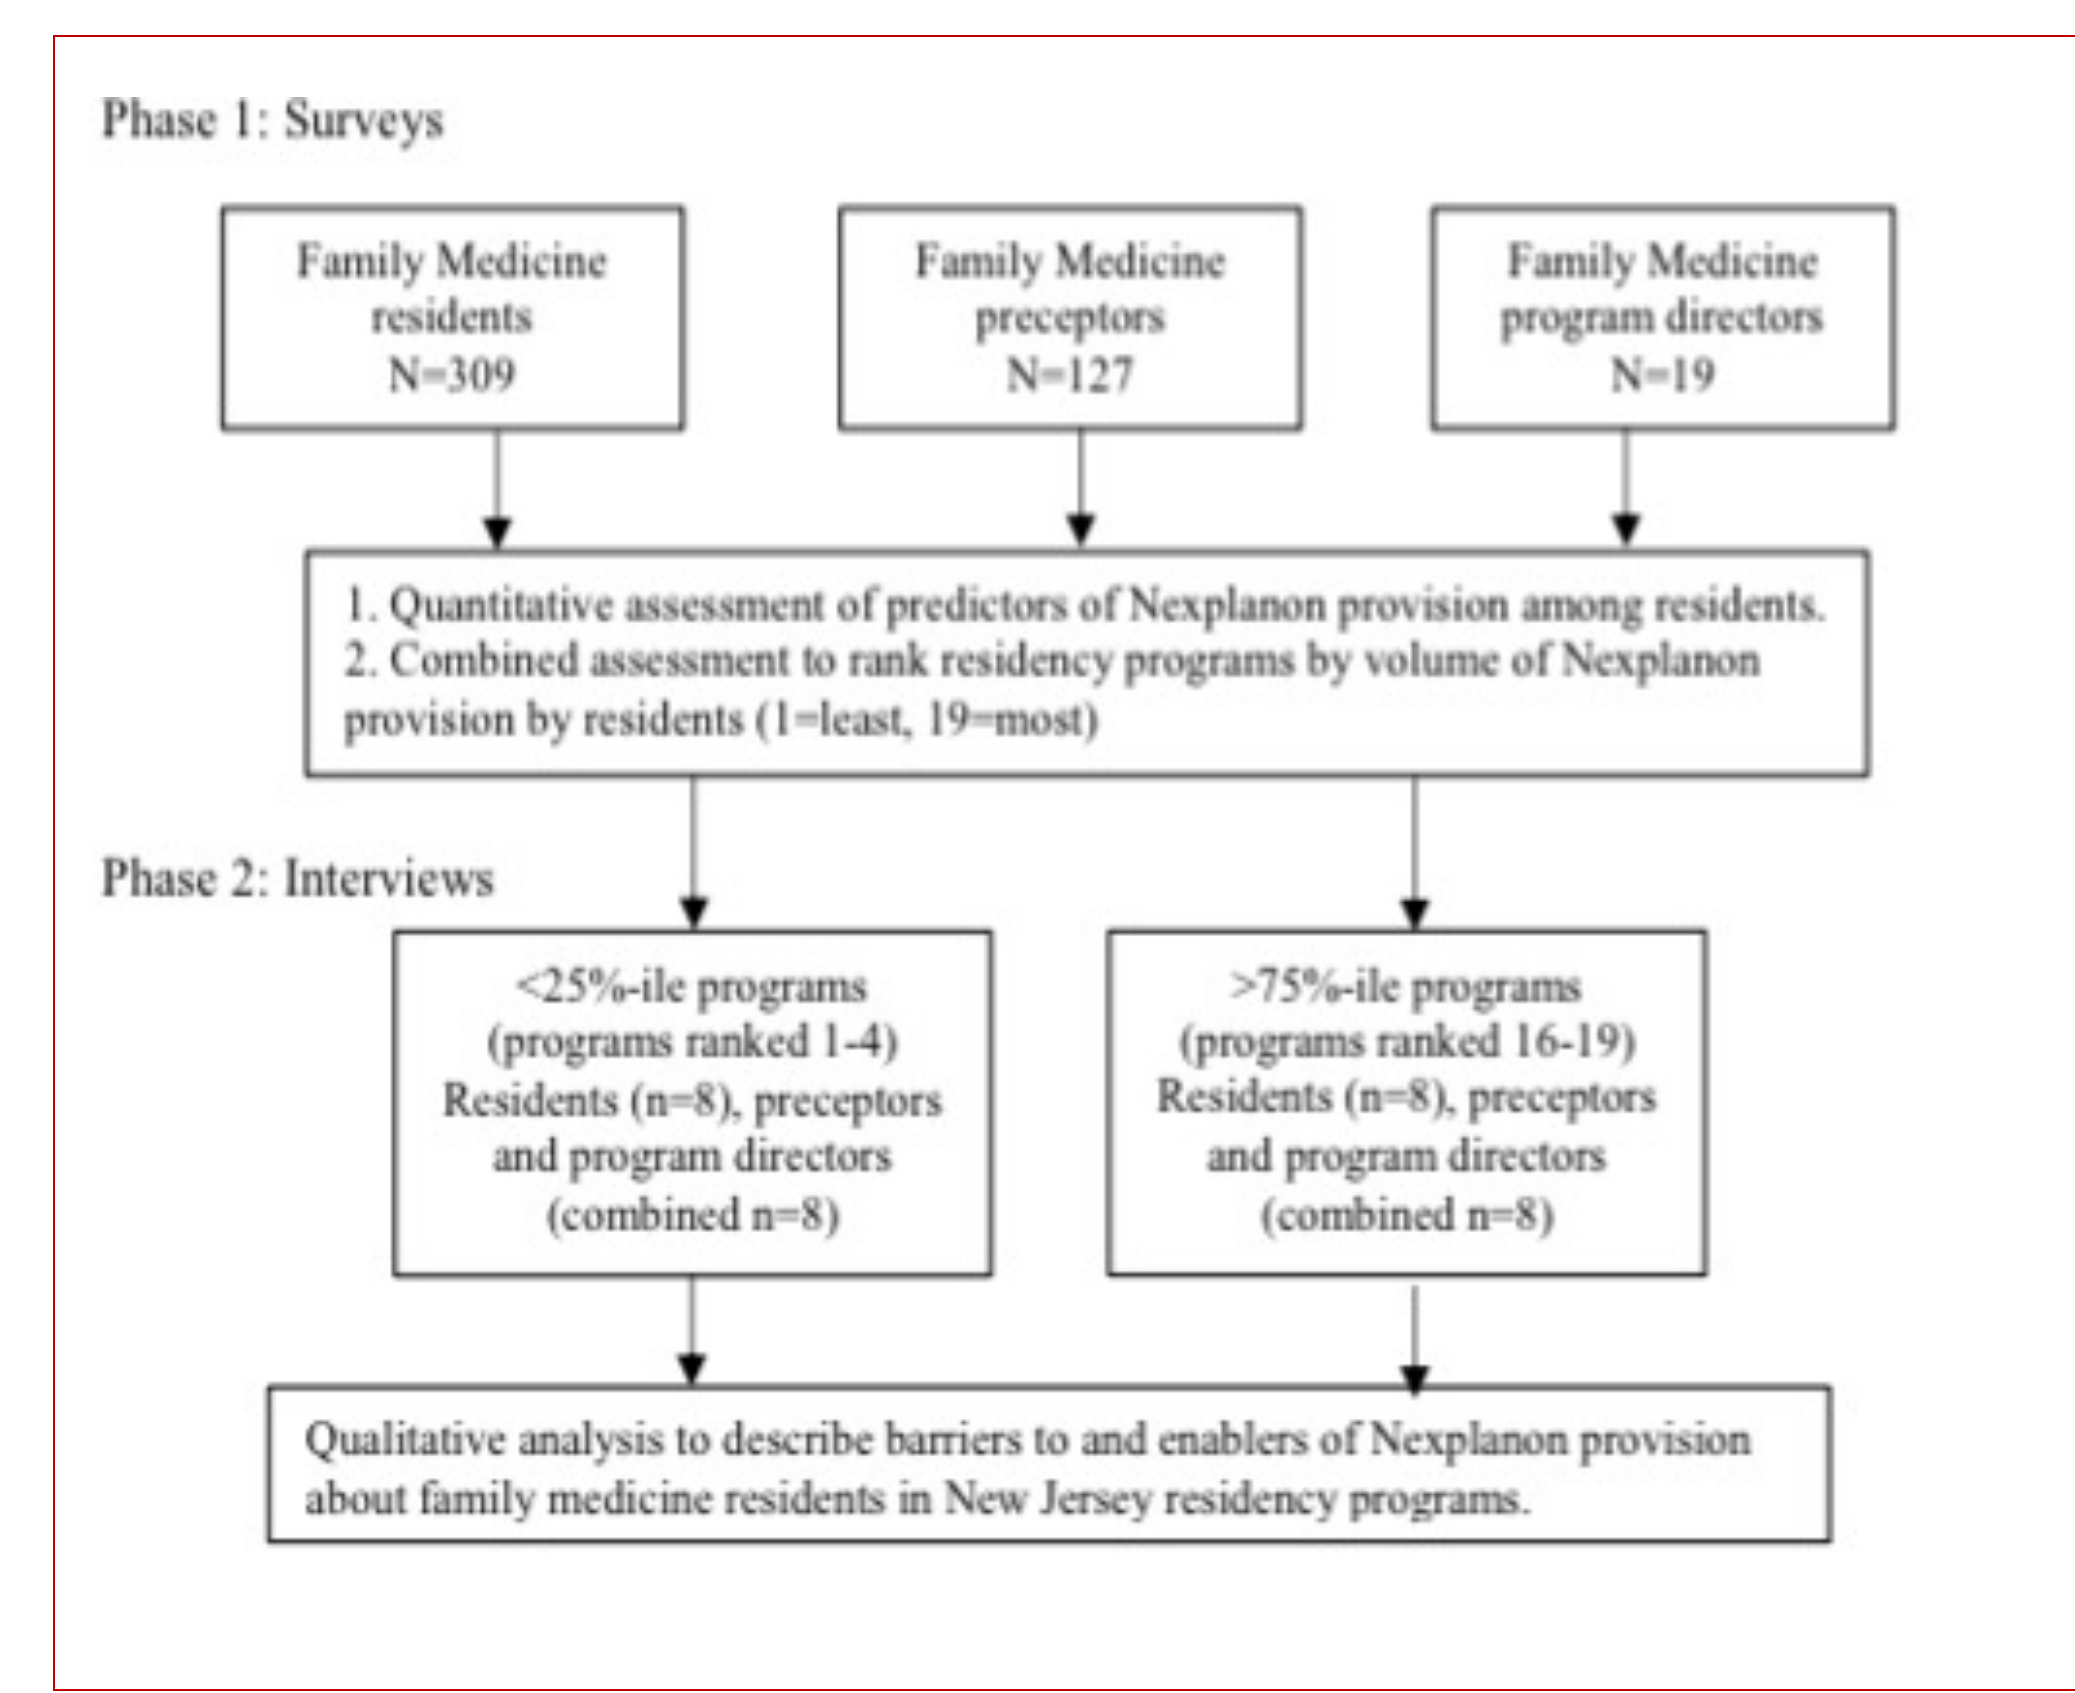 Phase 1: Surveys
Family Medicine
residents
N=309
Family Medicine
preceptors
N=127
Family Medicine
program directors
N=19
1. Quantitative assessment of predictors of Nexplanon provision among residents.
2. Combined assessment to rank residency programs by volume of Nexplanon
provision by residents (1=least, 19=most)
Phase 2: Interviews
<25%-ile programs
(programs ranked 1-4)
Residents (n=8), preceptors
and program directors
(combined n=8)
>75%-ile programs
(programs ranked 16-19)
Residents (n=8), preceptors
and program directors
(combined n=8)
Qualitative analysis to describe barriers to and enablers of Nexplanon provision
about family medicine residents in New Jersey residency programs.